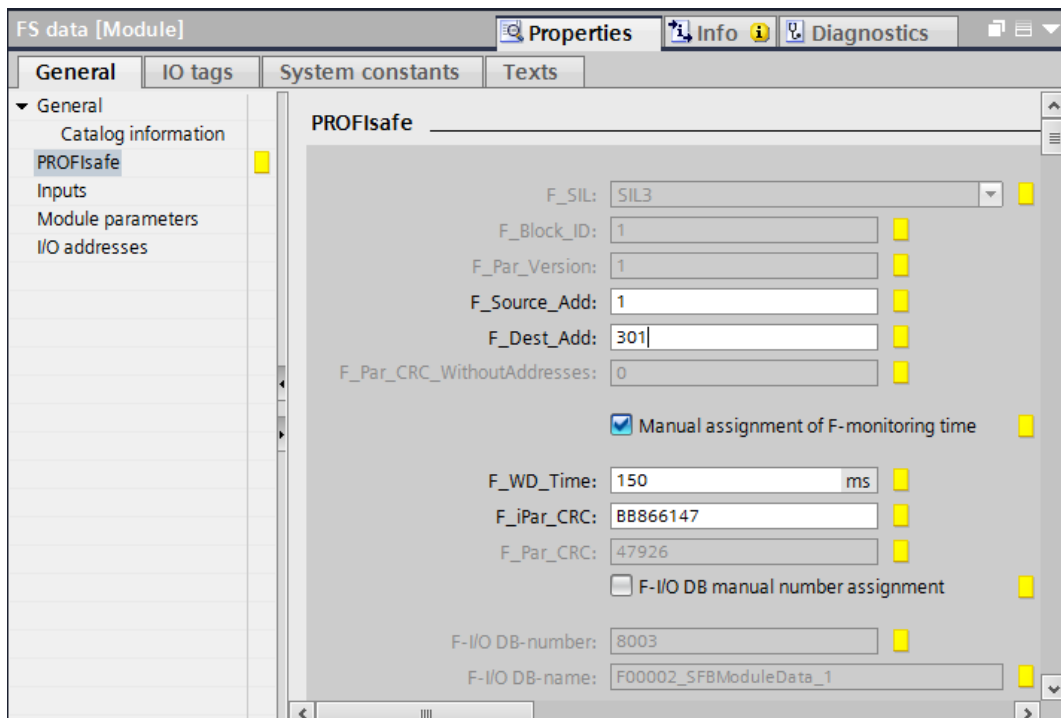 FS data [Module]
Properties
Info
Diagnostics
General
IO tags
System constants
Texts
General
Catalog information
PROFIsafe
Inputs
Module parameters
I/O addresses
PROFIsafe
F_SIL: SIL3
F_Block_ID: 1
F_Par_Version: 1
F_Source_Add: 1
F_Dest_Add: 301
F_Par_CRC_WithoutAddresses: 0
Manual assignment of F-monitoring time
F_WD_Time: 150 ms
F_iPar_CRC: BB866147
F_Par_CRC: 47926
F-I/O DB manual number assignment
F-I/O DB-number: 8003
F-I/O DB-name: F00002_SFBModuleData_1